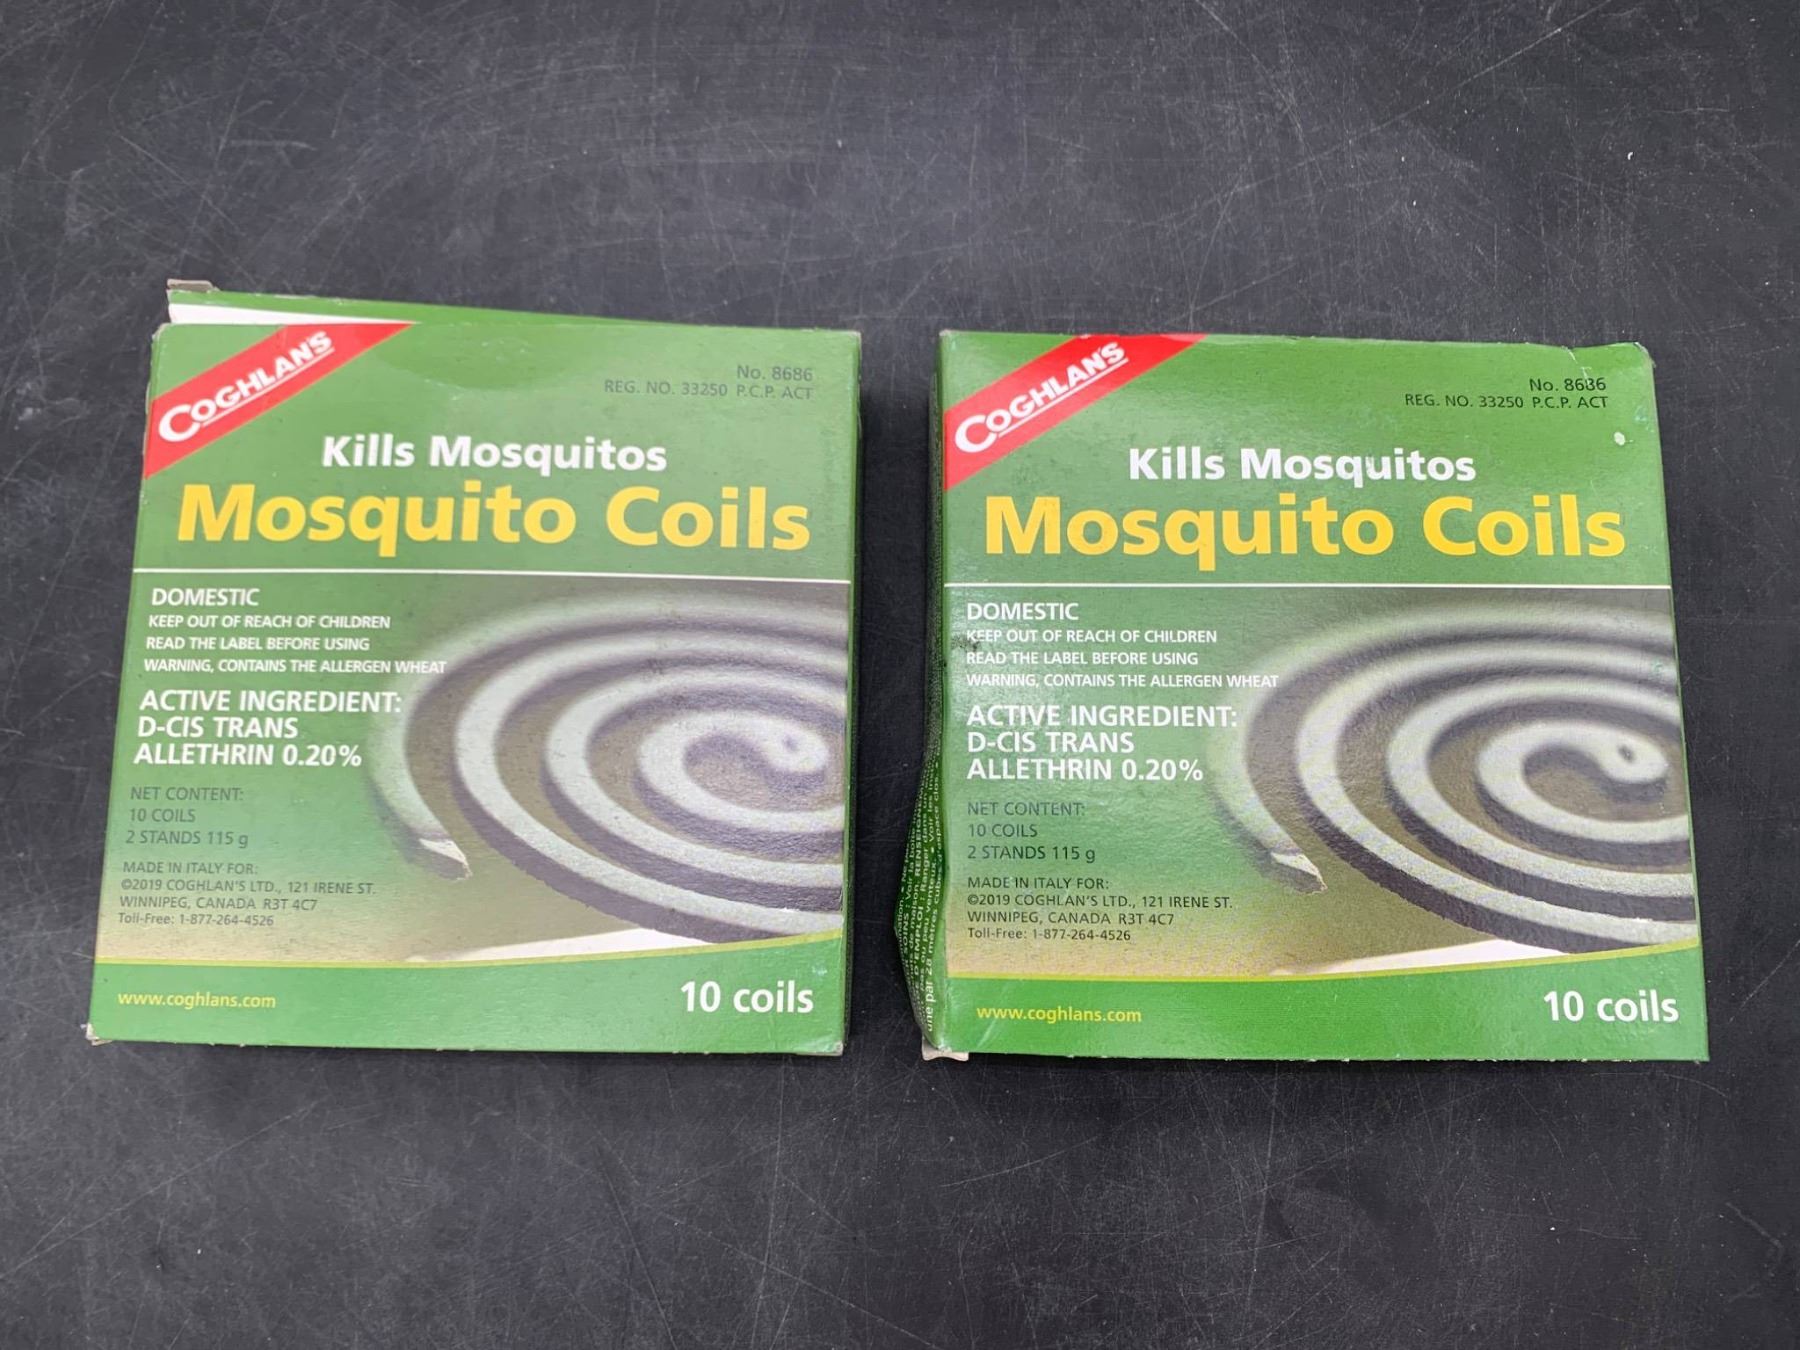 COGHLAN'S
No. 8686
REG. NO. 33250 P.C.P. ACT
Kills Mosquitos
Mosquito Coils
DOMESTIC
KEEP OUT OF REACH OF CHILDREN
READ THE LABEL BEFORE USING
WARNING, CONTAINS THE ALLERGEN WHEAT
ACTIVE INGREDIENT:
D-CIS TRANS
ALLETHRIN 0.20%
NET CONTENT:
10 COILS
2 STANDS 115 g
MADE IN ITALY FOR:
©2019 COGHLAN'S LTD., 121 IRENE ST.
WINNIPEG, CANADA R3T 4C7
Toll-Free: 1-877-264-4526
www.coghlans.com
10 coils
COGHLAN'S
No. 8686
REG. NO. 33250 P.C.P. ACT
Kills Mosquitos
Mosquito Coils
DOMESTIC
KEEP OUT OF REACH OF CHILDREN
READ THE LABEL BEFORE USING
WARNING, CONTAINS THE ALLERGEN WHEAT
ACTIVE INGREDIENT:
D-CIS TRANS
ALLETHRIN 0.20%
NET CONTENT:
10 COILS
2 STANDS 115 g
MADE IN ITALY FOR:
©2019 COGHLAN'S LTD., 121 IRENE ST.
WINNIPEG, CANADA R3T 4C7
Toll-Free: 1-877-264-4526
www.coghlans.com
10 coils